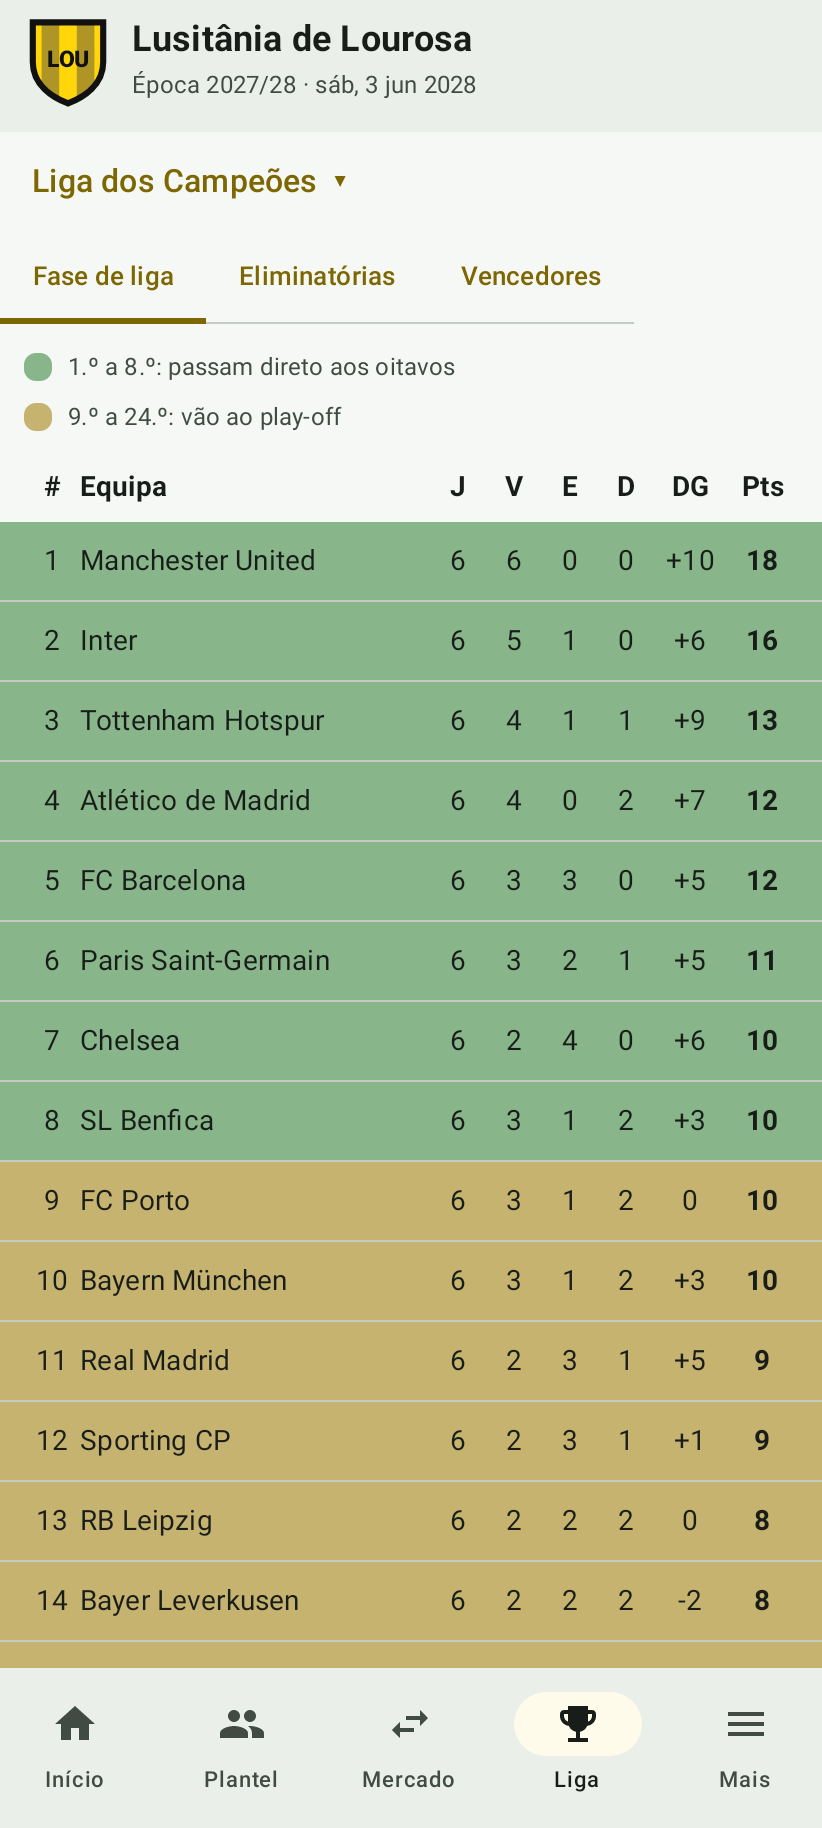 LOU
Lusitânia de Lourosa
Época 2027/28 · sáb, 3 jun 2028
Liga dos Campeões ▼
Fase de liga Eliminatórias Vencedores
1.º a 8.º: passam direto aos oitavos
9.º a 24.º: vão ao play-off
# Equipa J V E D DG Pts
1 Manchester United 6 6 0 0 +10 18
2 Inter 6 5 1 0 +6 16
3 Tottenham Hotspur 6 4 1 1 +9 13
4 Atlético de Madrid 6 4 0 2 +7 12
5 FC Barcelona 6 3 3 0 +5 12
6 Paris Saint-Germain 6 3 2 1 +5 11
7 Chelsea 6 2 4 0 +6 10
8 SL Benfica 6 3 1 2 +3 10
9 FC Porto 6 3 1 2 0 10
10 Bayern München 6 3 1 2 +3 10
11 Real Madrid 6 2 3 1 +5 9
12 Sporting CP 6 2 3 1 +1 9
13 RB Leipzig 6 2 2 2 0 8
14 Bayer Leverkusen 6 2 2 2 -2 8
Início Plantel Mercado Liga Mais